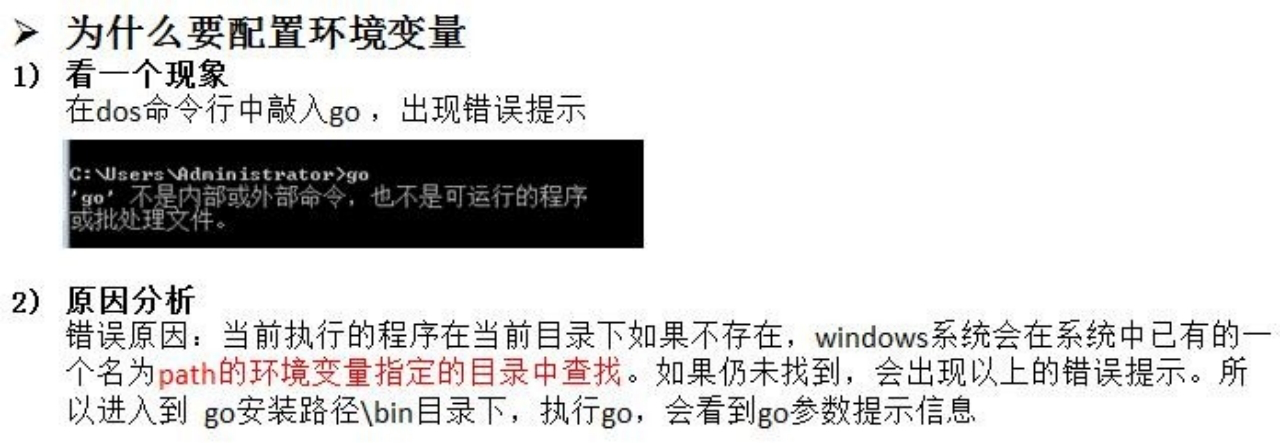 ➢ 为什么要配置环境变量
1) 看一个现象
在dos命令行中敲入go，出现错误提示
C:\Users\Administrator>go
'go' 不是内部或外部命令，也不是可运行的程序
或批处理文件。
2) 原因分析
错误原因：当前执行的程序在当前目录下如果不存在，windows系统会在系统中已有的一
个名为path的环境变量指定的目录中查找。如果仍未找到，会出现以上的错误提示。所
以进入到 go安装路径\bin目录下，执行go，会看到go参数提示信息